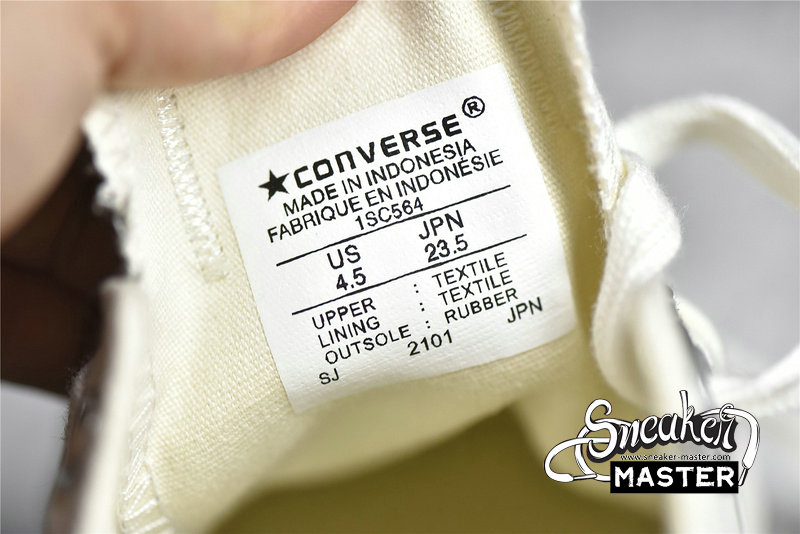 ★CONVERSE®
MADE IN INDONESIA
FABRIQUE EN INDONÉSIE
1SC564
US JPN
4.5 23.5
UPPER : TEXTILE
LINING : TEXTILE
OUTSOLE : RUBBER
SJ 2101 JPN
Sneaker
www.sneaker-master.com
MASTER